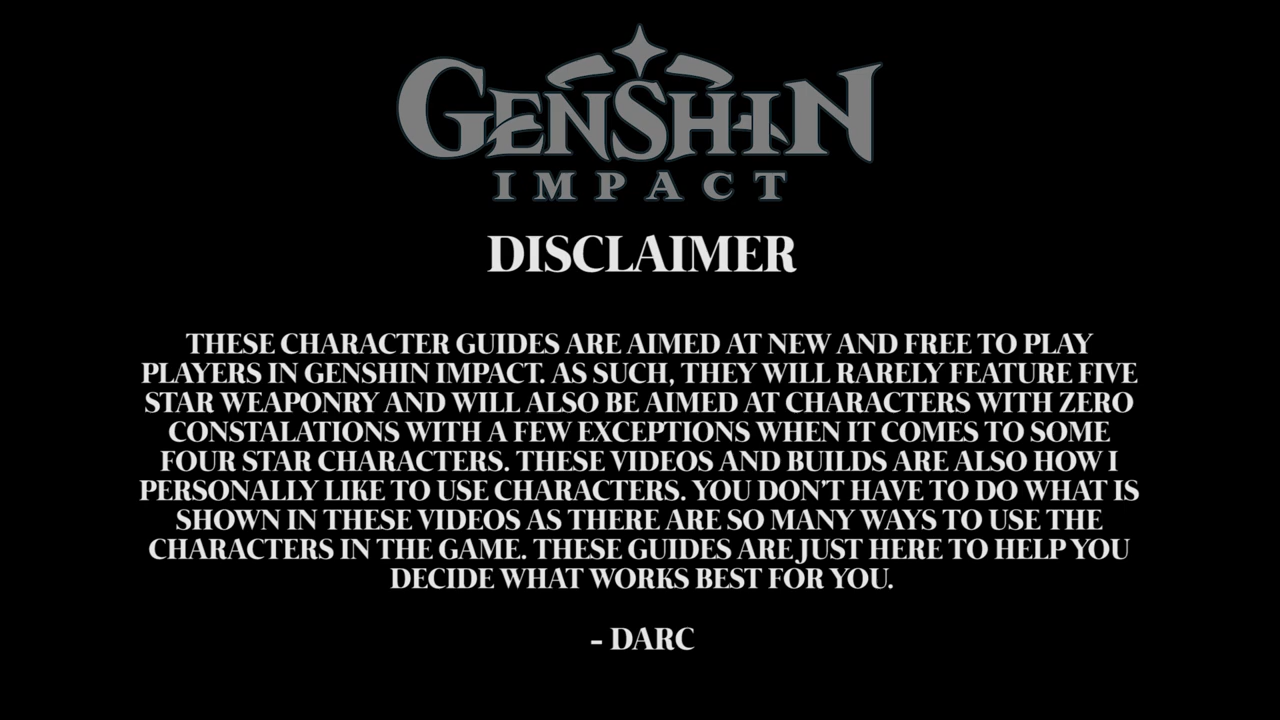 GENSHIN
IMPACT
DISCLAIMER
THESE CHARACTER GUIDES ARE AIMED AT NEW AND FREE TO PLAY
PLAYERS IN GENSHIN IMPACT. AS SUCH, THEY WILL RARELY FEATURE FIVE
STAR WEAPONRY AND WILL ALSO BE AIMED AT CHARACTERS WITH ZERO
CONSTALATIONS WITH A FEW EXCEPTIONS WHEN IT COMES TO SOME
FOUR STAR CHARACTERS. THESE VIDEOS AND BUILDS ARE ALSO HOW I
PERSONALLY LIKE TO USE CHARACTERS. YOU DON'T HAVE TO DO WHAT IS
SHOWN IN THESE VIDEOS AS THERE ARE SO MANY WAYS TO USE THE
CHARACTERS IN THE GAME. THESE GUIDES ARE JUST HERE TO HELP YOU
DECIDE WHAT WORKS BEST FOR YOU.
- DARC